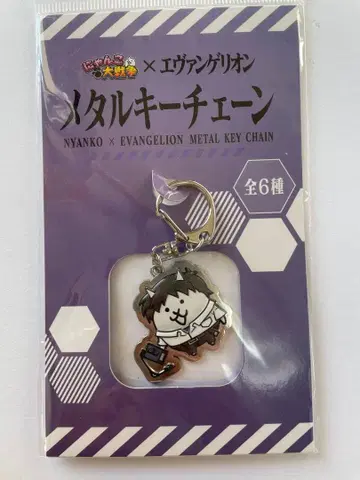 にゃんこ大戦争 × エヴァンゲリオン
メタルキーチェーン
NYANKO × EVANGELION METAL KEY CHAIN
全6種